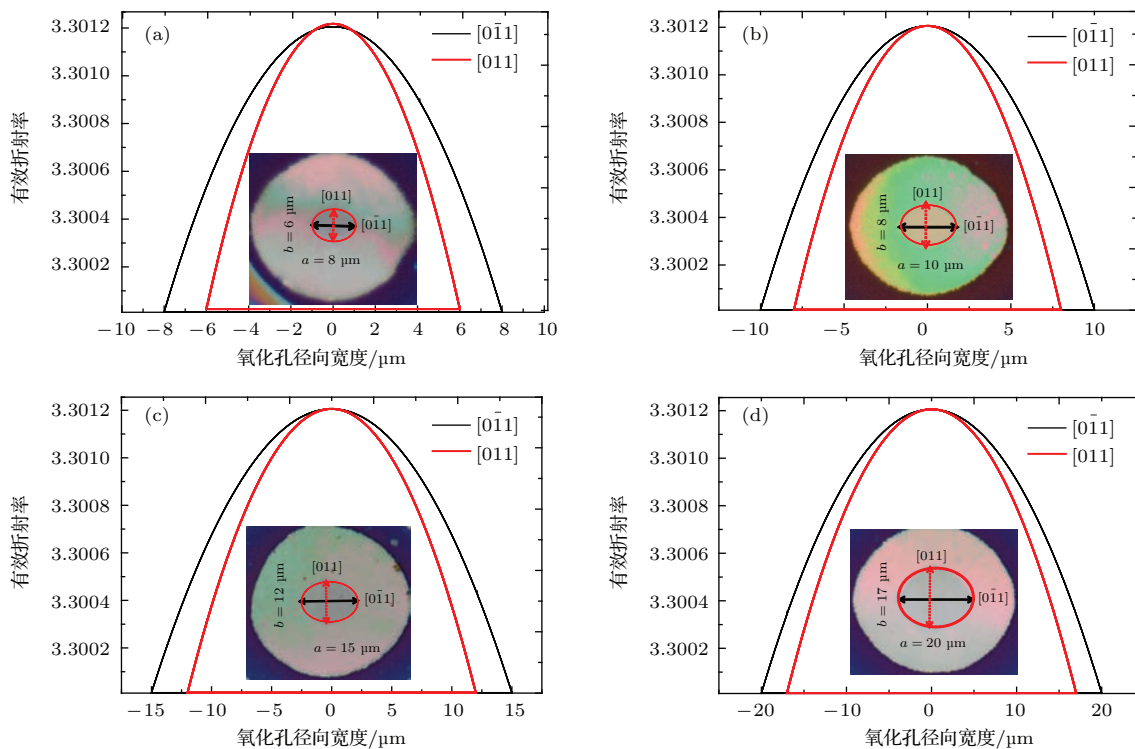 (a)
[01̄1]
[011]
3.3012
3.3010
3.3008
3.3006
3.3004
3.3002
有效折射率
[011]
[01̄1]
b = 6 µm
a = 8 µm
−10 −8 −6 −4 −2 0 2 4 6 8 10
氧化孔径向宽度/µm
(b)
[01̄1]
[011]
3.3012
3.3010
3.3008
3.3006
3.3004
3.3002
有效折射率
[011]
[01̄1]
b = 8 µm
a = 10 µm
−10 −5 0 5 10
氧化孔径向宽度/µm
(c)
[01̄1]
[011]
3.3012
3.3010
3.3008
3.3006
3.3004
3.3002
有效折射率
[011]
[01̄1]
b = 12 µm
a = 15 µm
−15 −10 −5 0 5 10 15
氧化孔径向宽度/µm
(d)
[01̄1]
[011]
3.3012
3.3010
3.3008
3.3006
3.3004
3.3002
有效折射率
[011]
[01̄1]
b = 17 µm
a = 20 µm
−20 −10 0 10 20
氧化孔径向宽度/µm